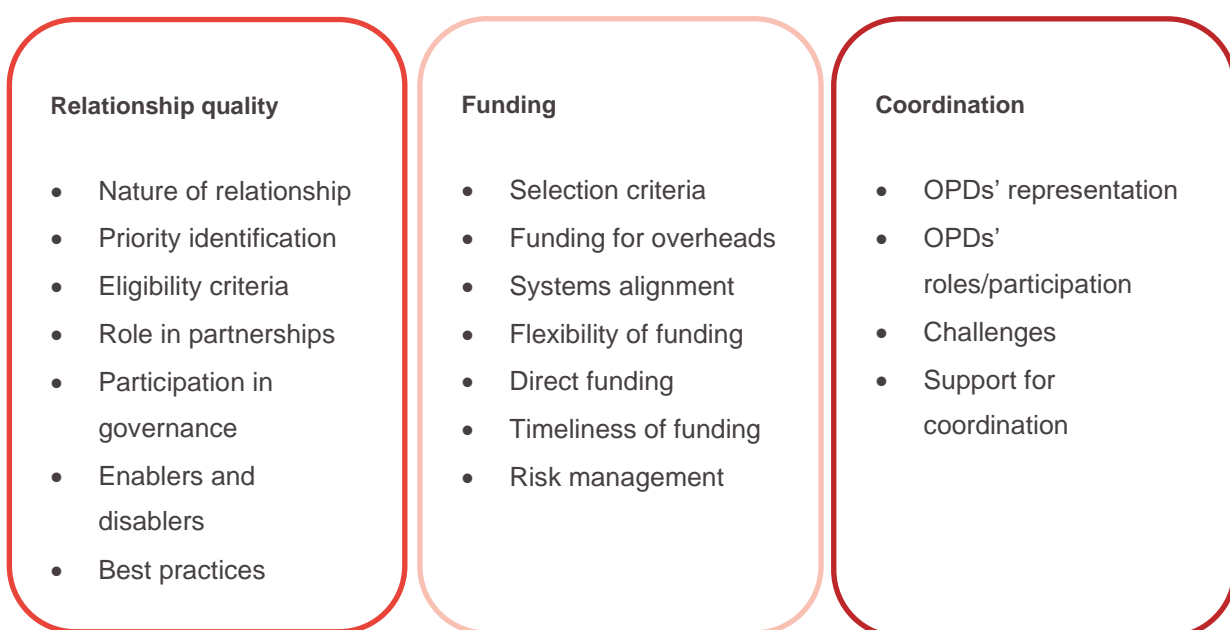 Relationship quality
• Nature of relationship
• Priority identification
• Eligibility criteria
• Role in partnerships
• Participation in
governance
• Enablers and
disablers
• Best practices
Funding
• Selection criteria
• Funding for overheads
• Systems alignment
• Flexibility of funding
• Direct funding
• Timeliness of funding
• Risk management
Coordination
• OPDs’ representation
• OPDs’
roles/participation
• Challenges
• Support for
coordination